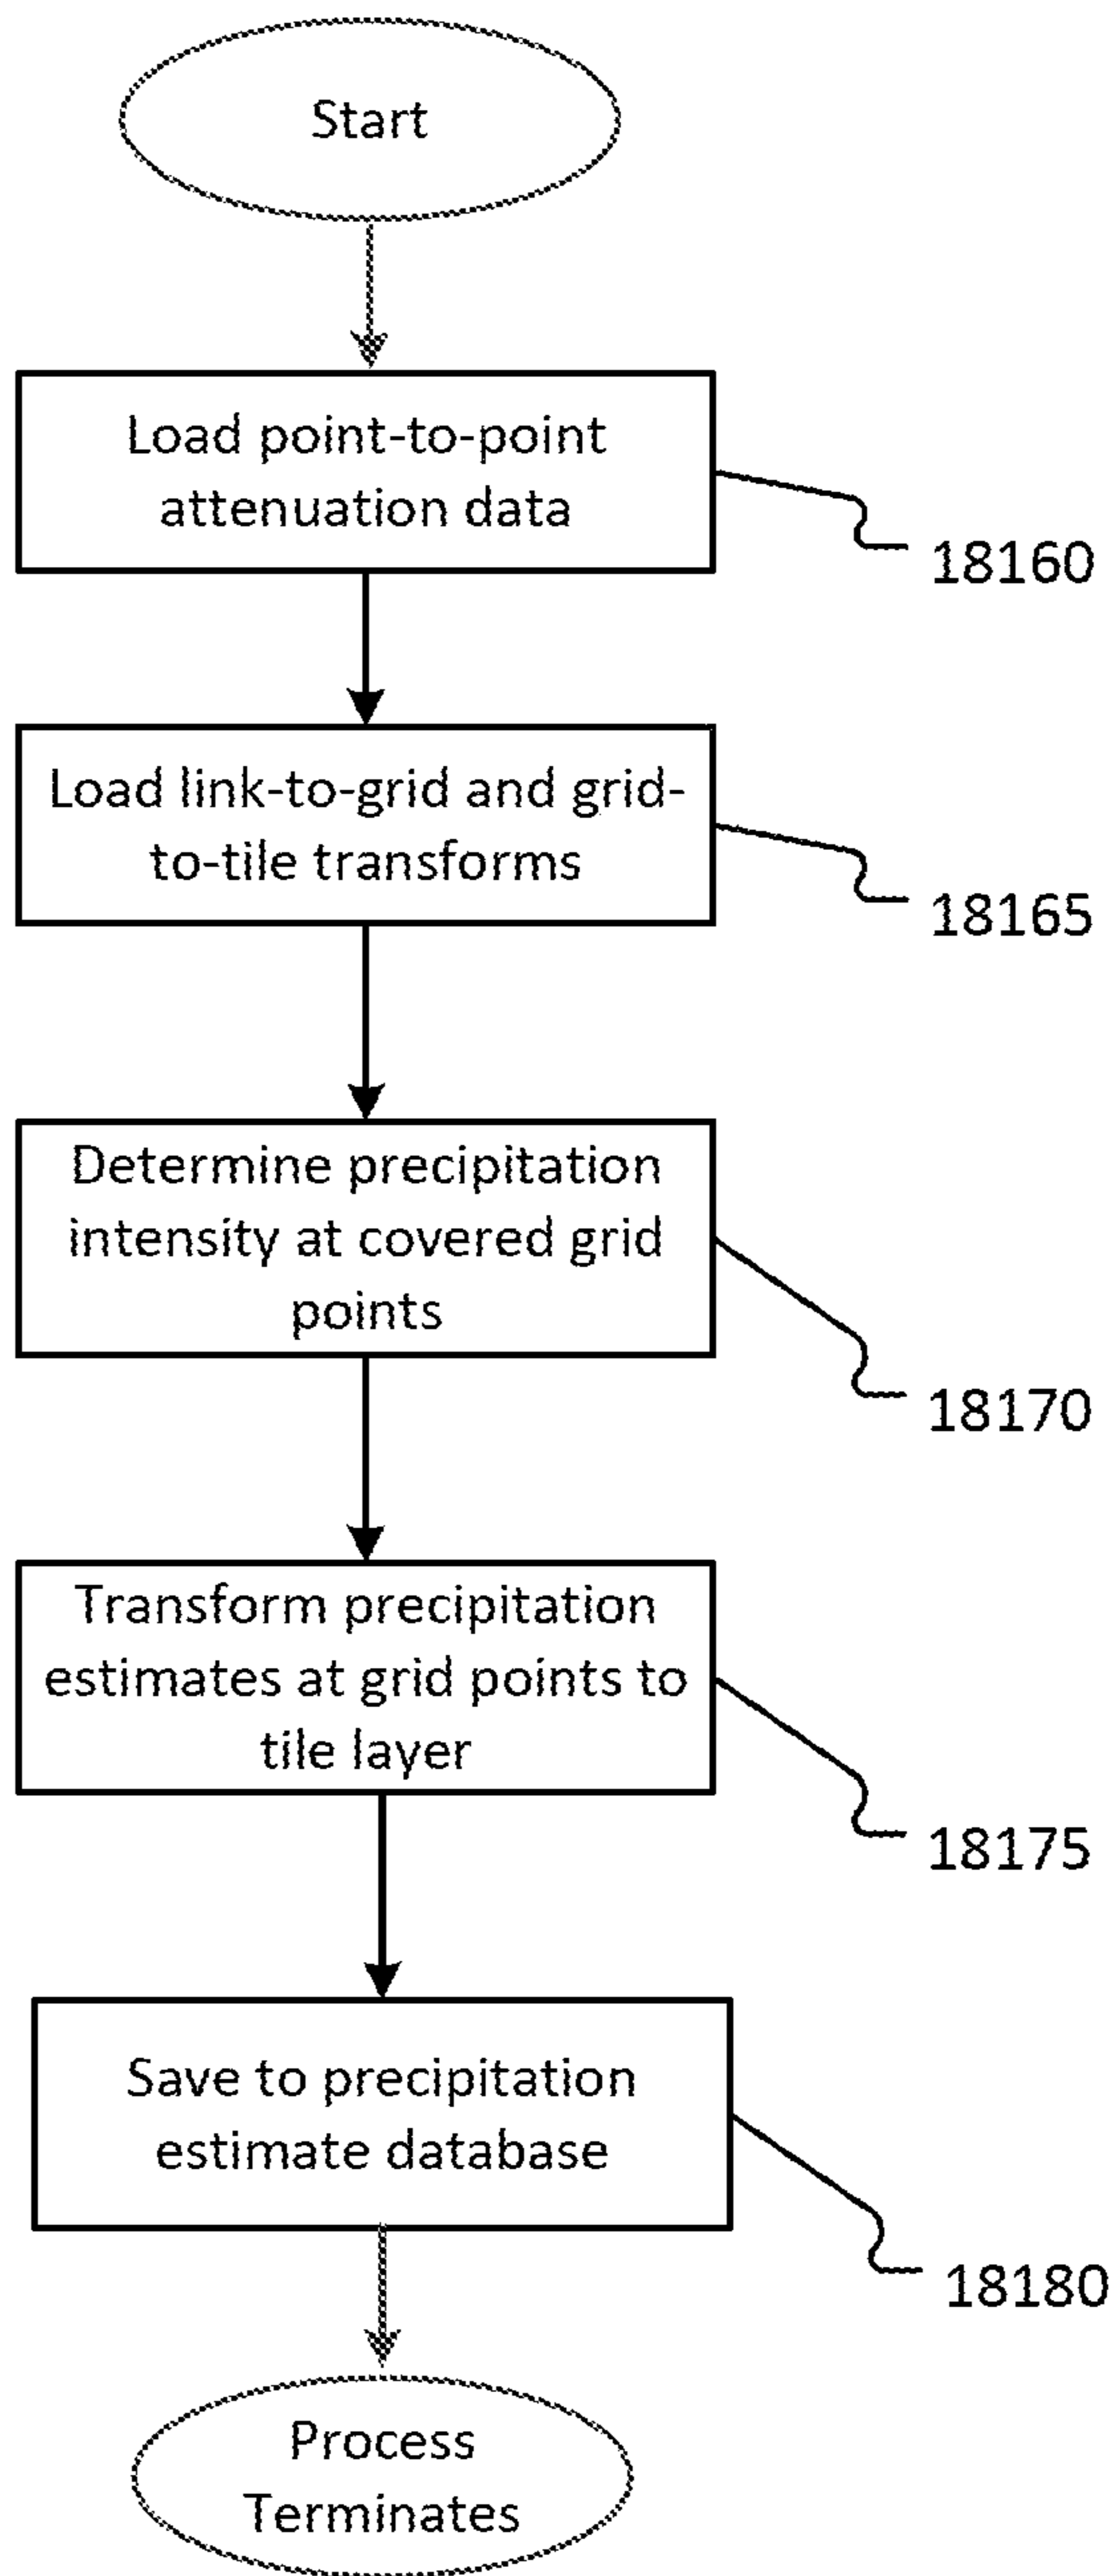 Start
Load point-to-point
attenuation data
18160
Load link-to-grid and grid-
to-tile transforms
18165
Determine precipitation
intensity at covered grid
points
18170
Transform precipitation
estimates at grid points to
tile layer
18175
Save to precipitation
estimate database
18180
Process
Terminates